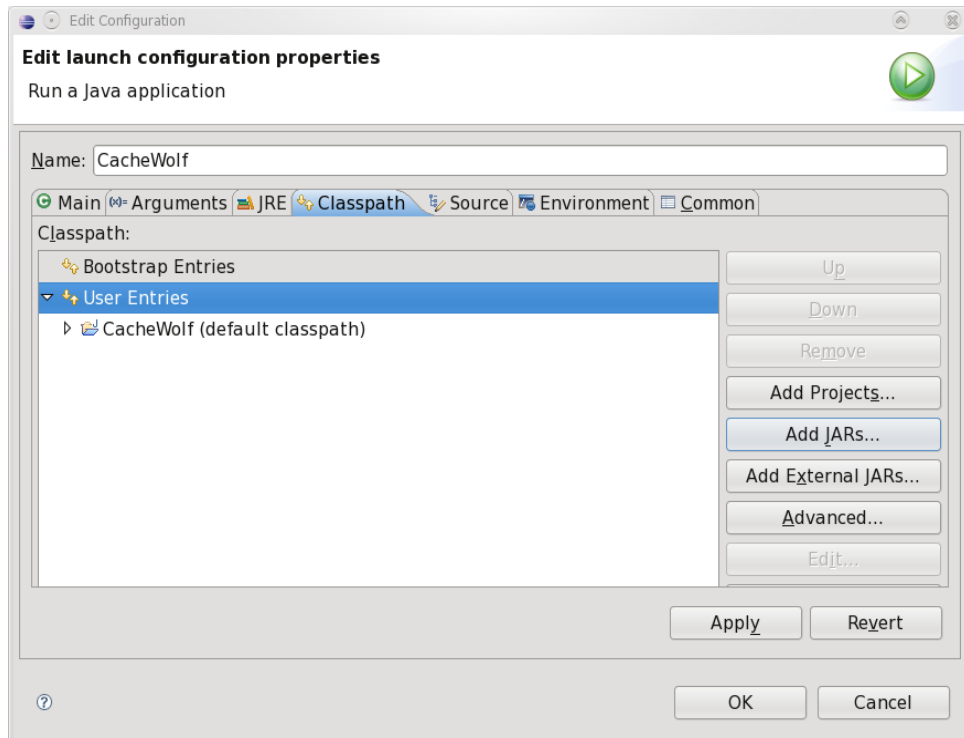 Edit Configuration
Edit launch configuration properties
Run a Java application
Name: CacheWolf
Main (x)= Arguments JRE Classpath Source Environment Common
Classpath:
Bootstrap Entries
User Entries
CacheWolf (default classpath)
Up
Down
Remove
Add Projects...
Add JARs...
Add External JARs...
Advanced...
Edit...
Apply Revert
?
OK Cancel